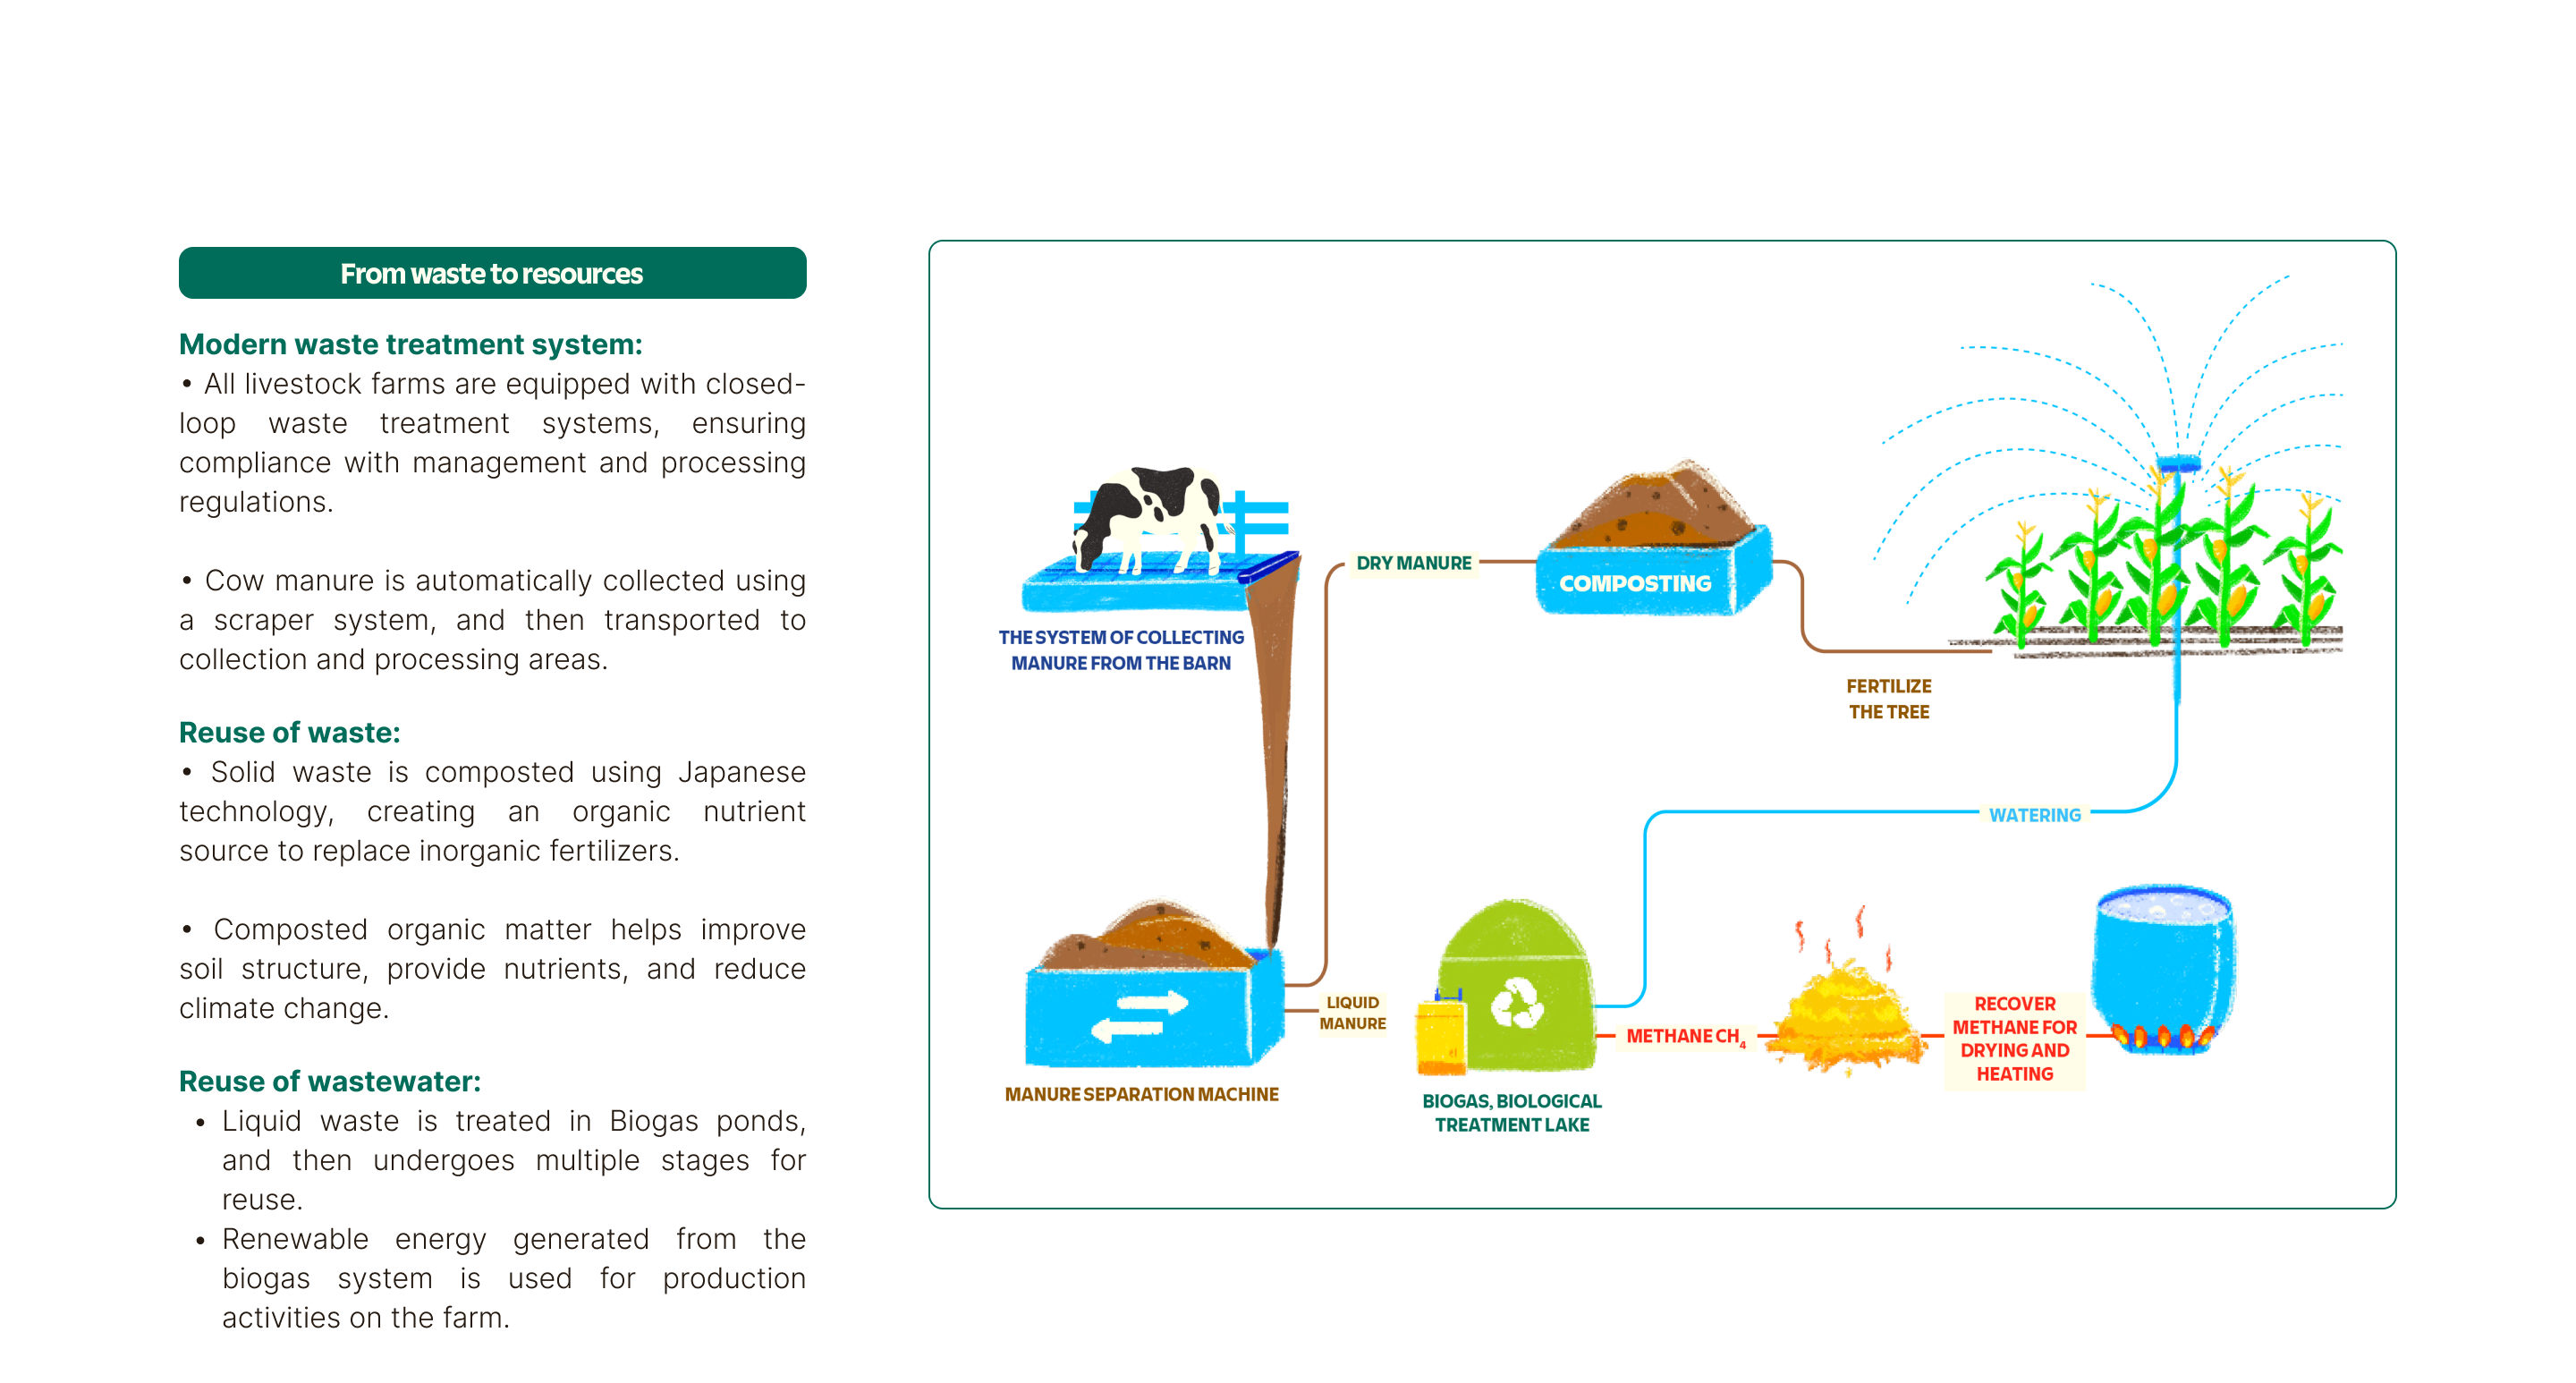 From waste to resources
Modern waste treatment system:
• All livestock farms are equipped with closed-
loop waste treatment systems, ensuring
compliance with management and processing
regulations.
• Cow manure is automatically collected using
a scraper system, and then transported to
collection and processing areas.
Reuse of waste:
• Solid waste is composted using Japanese
technology, creating an organic nutrient
source to replace inorganic fertilizers.
• Composted organic matter helps improve
soil structure, provide nutrients, and reduce
climate change.
Reuse of wastewater:
• Liquid waste is treated in Biogas ponds,
and then undergoes multiple stages for
reuse.
• Renewable energy generated from the
biogas system is used for production
activities on the farm.
THE SYSTEM OF COLLECTING
MANURE FROM THE BARN
DRY MANURE
COMPOSTING
FERTILIZE
THE TREE
WATERING
LIQUID
MANURE
MANURE SEPARATION MACHINE
BIOGAS, BIOLOGICAL
TREATMENT LAKE
METHANE CH₄
RECOVER
METHANE FOR
DRYING AND
HEATING